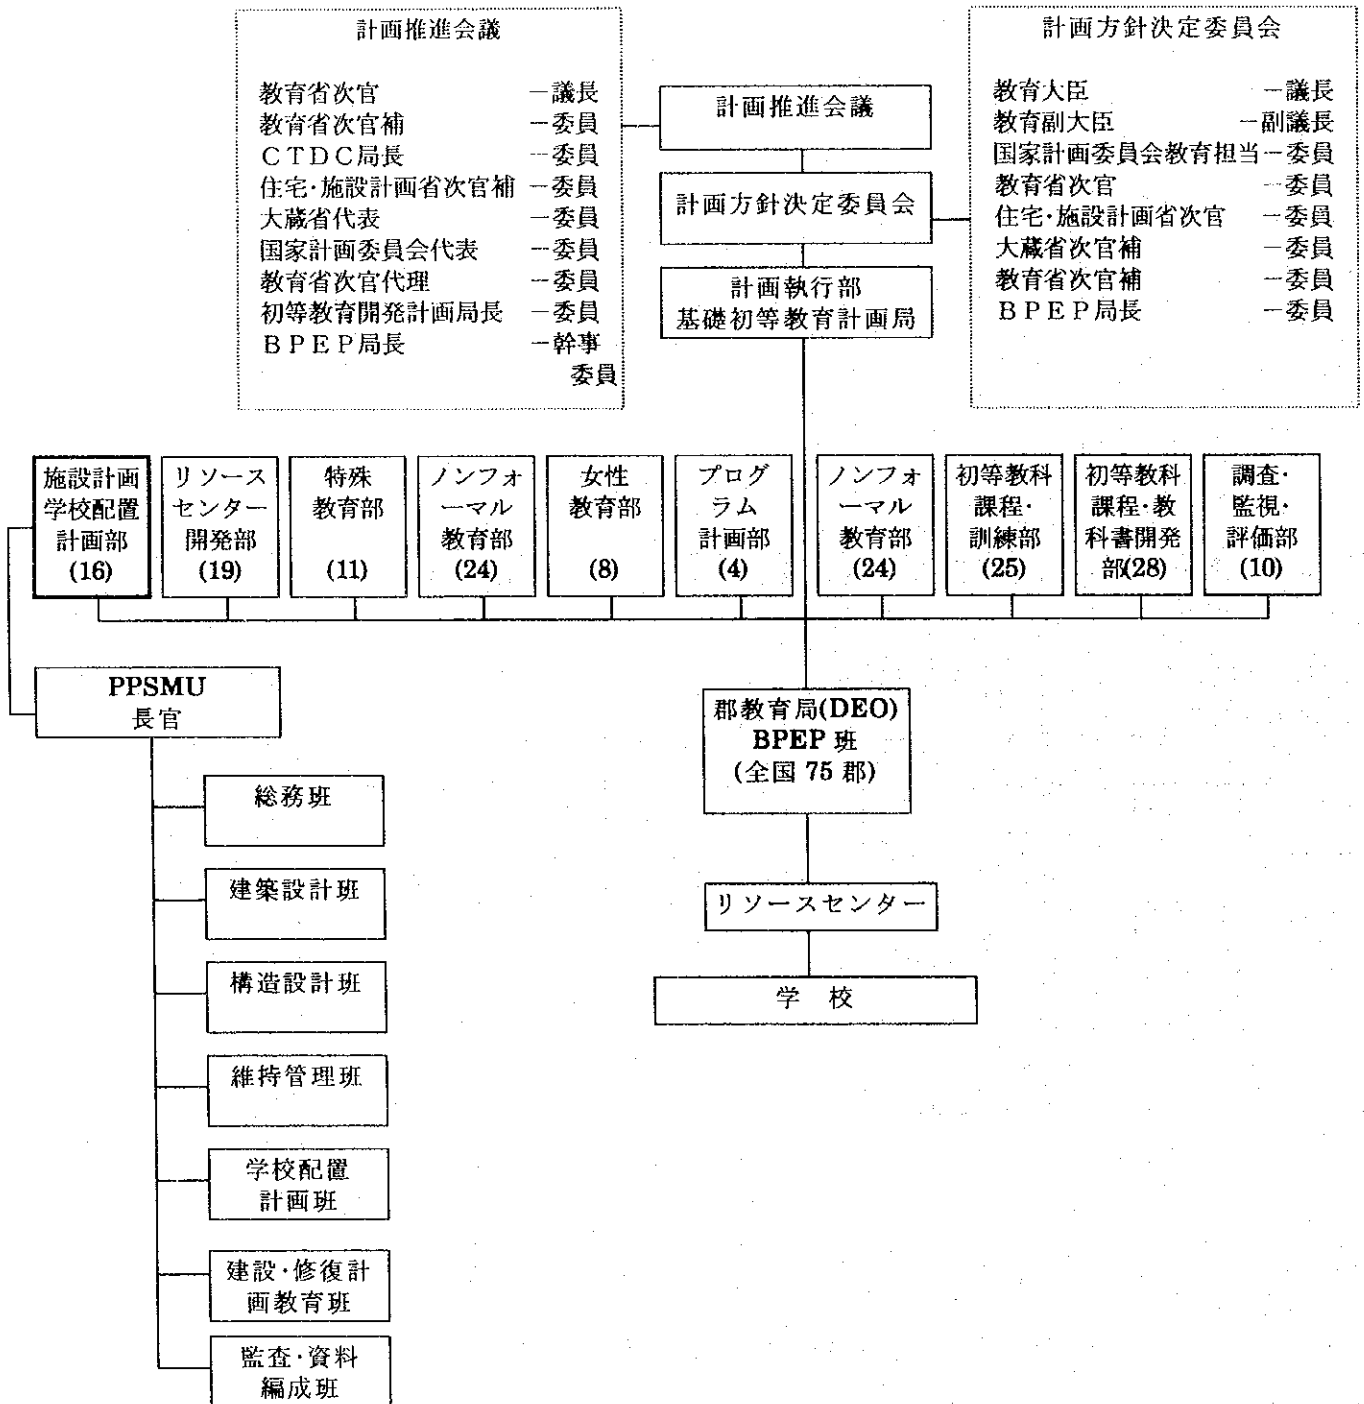 計画推進会議
教育省次官 ー議長
教育省次官補 ー委員
CTDC局長 ー委員
住宅・施設計画省次官補 ー委員
大蔵省代表 ー委員
国家計画委員会代表 ー委員
教育省次官代理 ー委員
初等教育開発計画局長 ー委員
BPEP局長 ー幹事
委員
計画推進会議
計画方針決定委員会
計画執行部
基礎初等教育計画局
計画方針決定委員会
教育大臣 ー議長
教育副大臣 ー副議長
国家計画委員会教育担当ー委員
教育省次官 ー委員
住宅・施設計画省次官 ー委員
大蔵省次官補 ー委員
教育省次官補 ー委員
BPEP局長 ー委員
施設計画
学校配置
計画部
(16)
リソース
センター
開発部
(19)
特殊
教育部
(11)
ノンフォ
ーマル
教育部
(24)
女性
教育部
(8)
プログ
ラム
計画部
(4)
ノンフォ
ーマル
教育部
(24)
初等教科
課程・
訓練部
(25)
初等教科
課程・教
科書開発
部(28)
調査・
監視・
評価部
(10)
PPSMU
長官
総務班
建築設計班
構造設計班
維持管理班
学校配置
計画班
建設・修復計
画教育班
監査・資料
編成班
郡教育局(DEO)
BPEP 班
(全国 75 郡)
リソースセンター
学 校